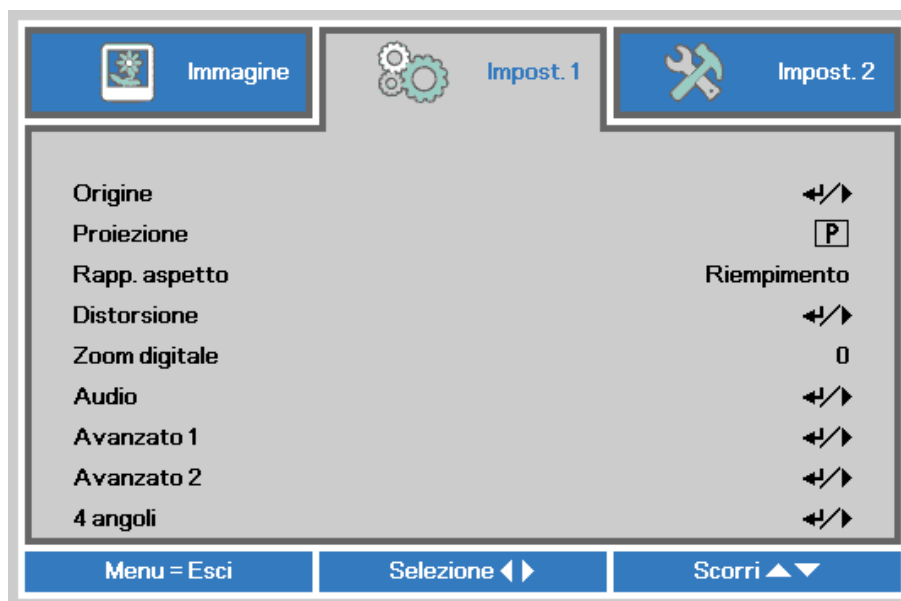 Immagine
Impost. 1
Impost. 2
Origine
Proiezione P
Rapp. aspetto Riempimento
Distorsione
Zoom digitale 0
Audio
Avanzato 1
Avanzato 2
4 angoli
Menu = Esci
Selezione
Scorri